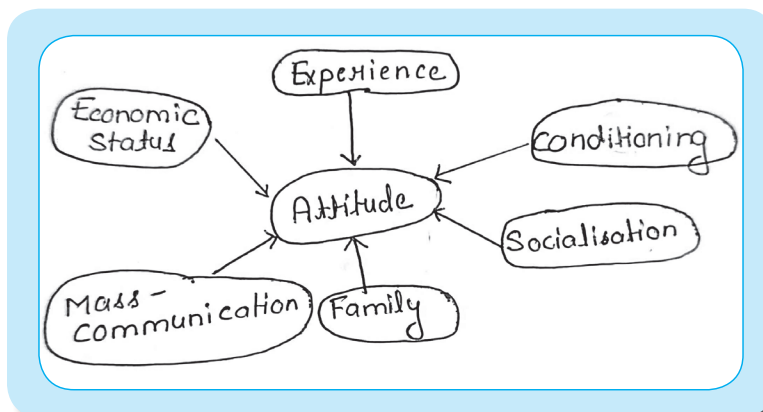 Experience
Economic
Status
conditioning
Attitude
Socialisation
Mass-
communication
Family